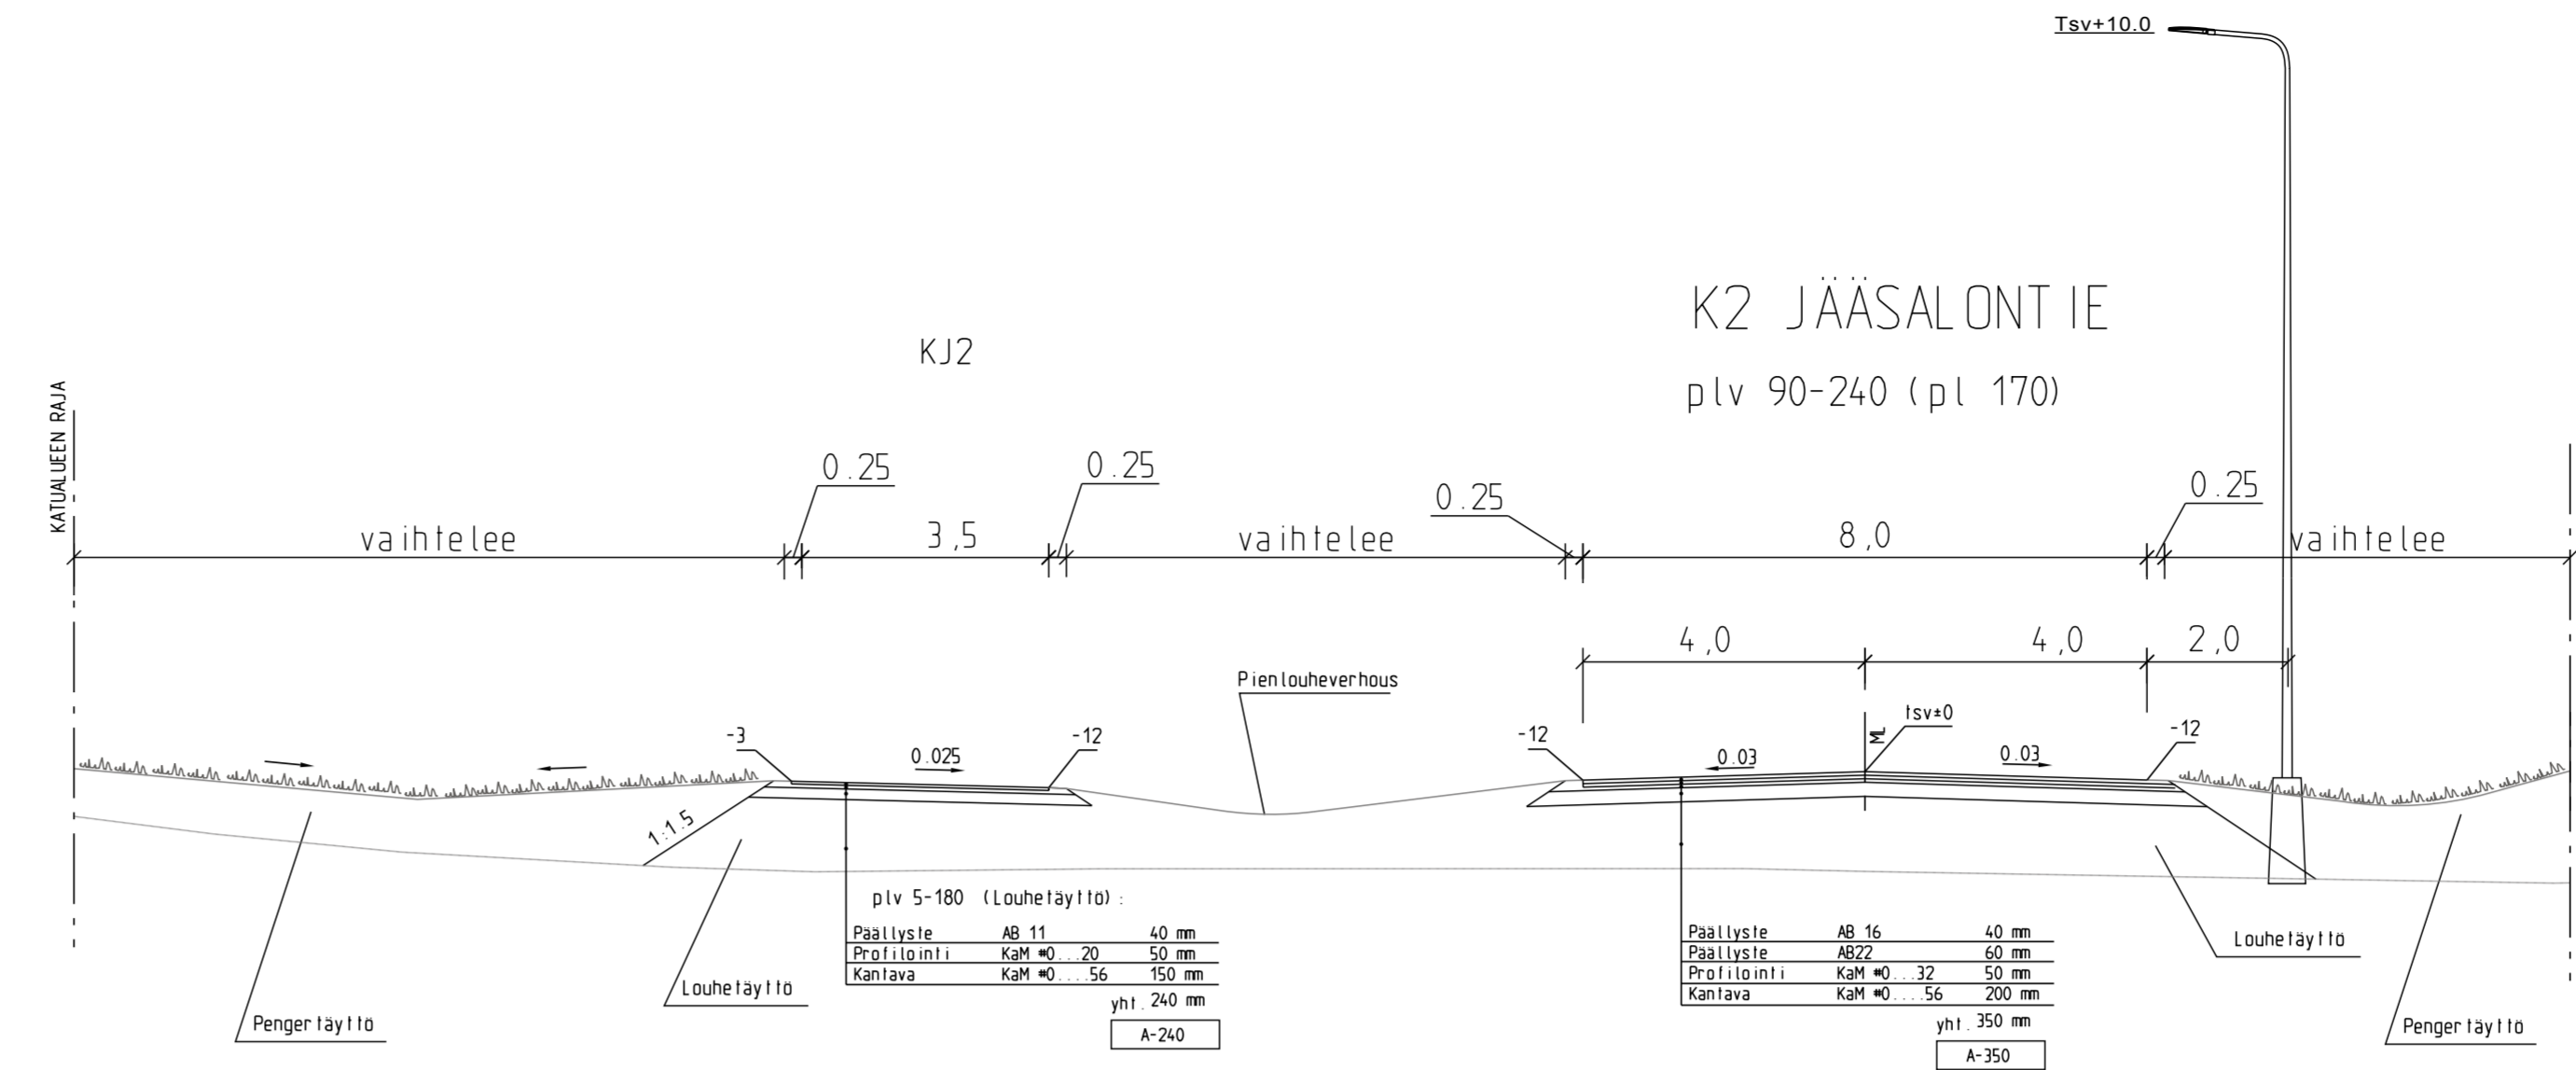 Tsv+10.0
K2 JÄÄSALONTIE
KJ2
plv 90-240 (pl 170)
KATUALUEEN RAJA
0.25
0.25
0.25
0.25
vaihtelee
3,5
vaihtelee
8,0
vaihtelee
4,0
4,0
2,0
Pienlouheverhous
tsv±0
ML
-3
0.025
-12
-12
0.03
0.03
-12
1:1.5
plv 5-180 (Louhetäyttö) :
Päällyste AB 11 40 mm
Profilointi KaM #0...20 50 mm
Kantava KaM #0....56 150 mm
yht. 240 mm
A-240
Päällyste AB 16 40 mm
Päällyste AB22 60 mm
Profilointi KaM #0...32 50 mm
Kantava KaM #0....56 200 mm
yht. 350 mm
A-350
Louhetäyttö
Louhetäyttö
Pengertäyttö
Pengertäyttö